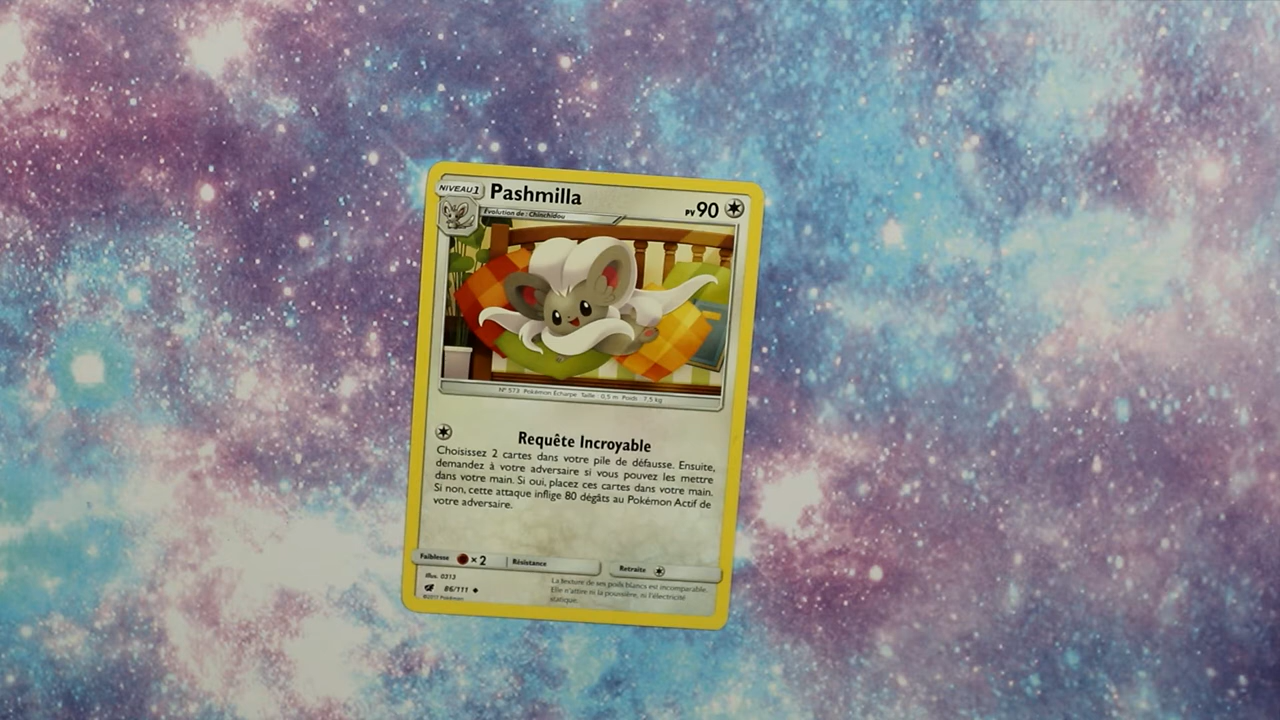 NIVEAU 1 Pashmilla PV 90
Évolution de : Chinchidou
N° 573 Pokémon Écharpe Taille : 0,5 m Poids : 7,5 kg
Requête Incroyable
Choisissez 2 cartes dans votre pile de défausse. Ensuite,
demandez à votre adversaire si vous pouvez les mettre
dans votre main. Si oui, placez ces cartes dans votre main.
Si non, cette attaque inflige 80 dégâts au Pokémon Actif de
votre adversaire.
Faiblesse ×2 Résistance Retraite
Illus. 0313
86/111
©2017 Pokémon
La texture de ses poils blancs est incomparable.
Elle n'attire ni la poussière, ni l'électricité
statique.